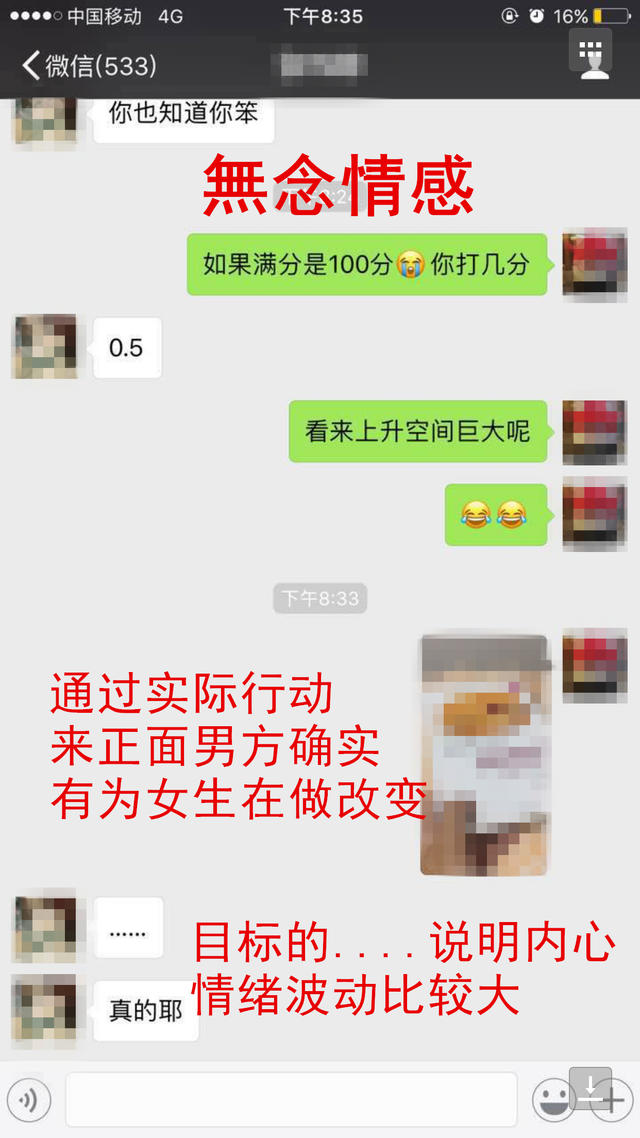 中国移动 4G 下午8:35 16%
微信(533)
你也知道你笨
無念情感
如果满分是100分😭你打几分
0.5
看来上升空间巨大呢
😂😂
下午8:33
通过实际行动
来正面男方确实
有为女生在做改变
......
目标的....说明内心
情绪波动比较大
真的耶